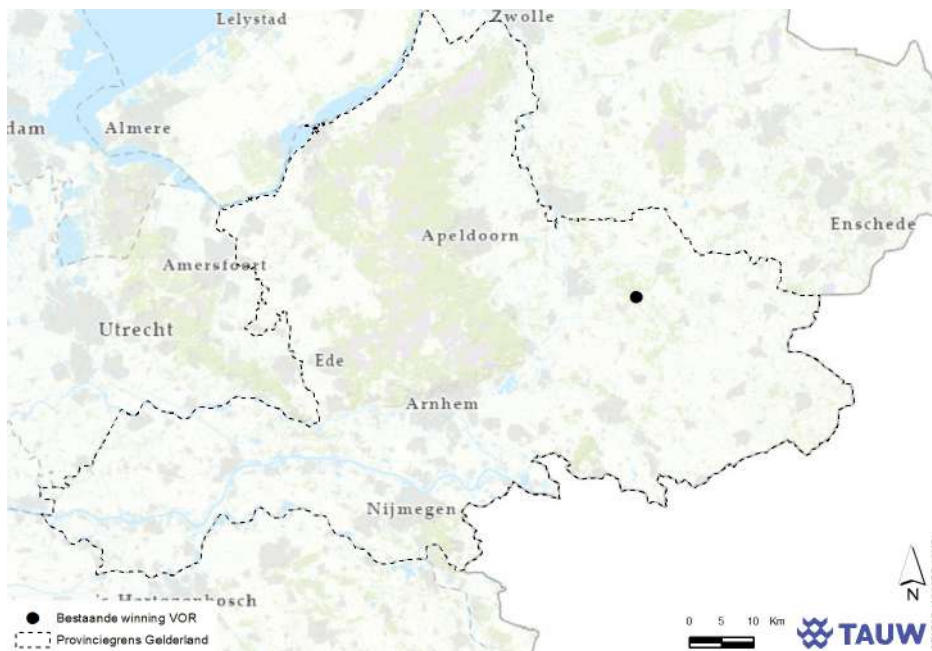 Lelystad
Zwolle
dam
Almere
Apeldoorn
Enschede
Amersfoort
Utrecht
Ede
Arnhem
Nijmegen
's Hertogenbosch
N
Bestaande winning VOR
Provinciegrens Gelderland
0 5 10 Km
TAUW